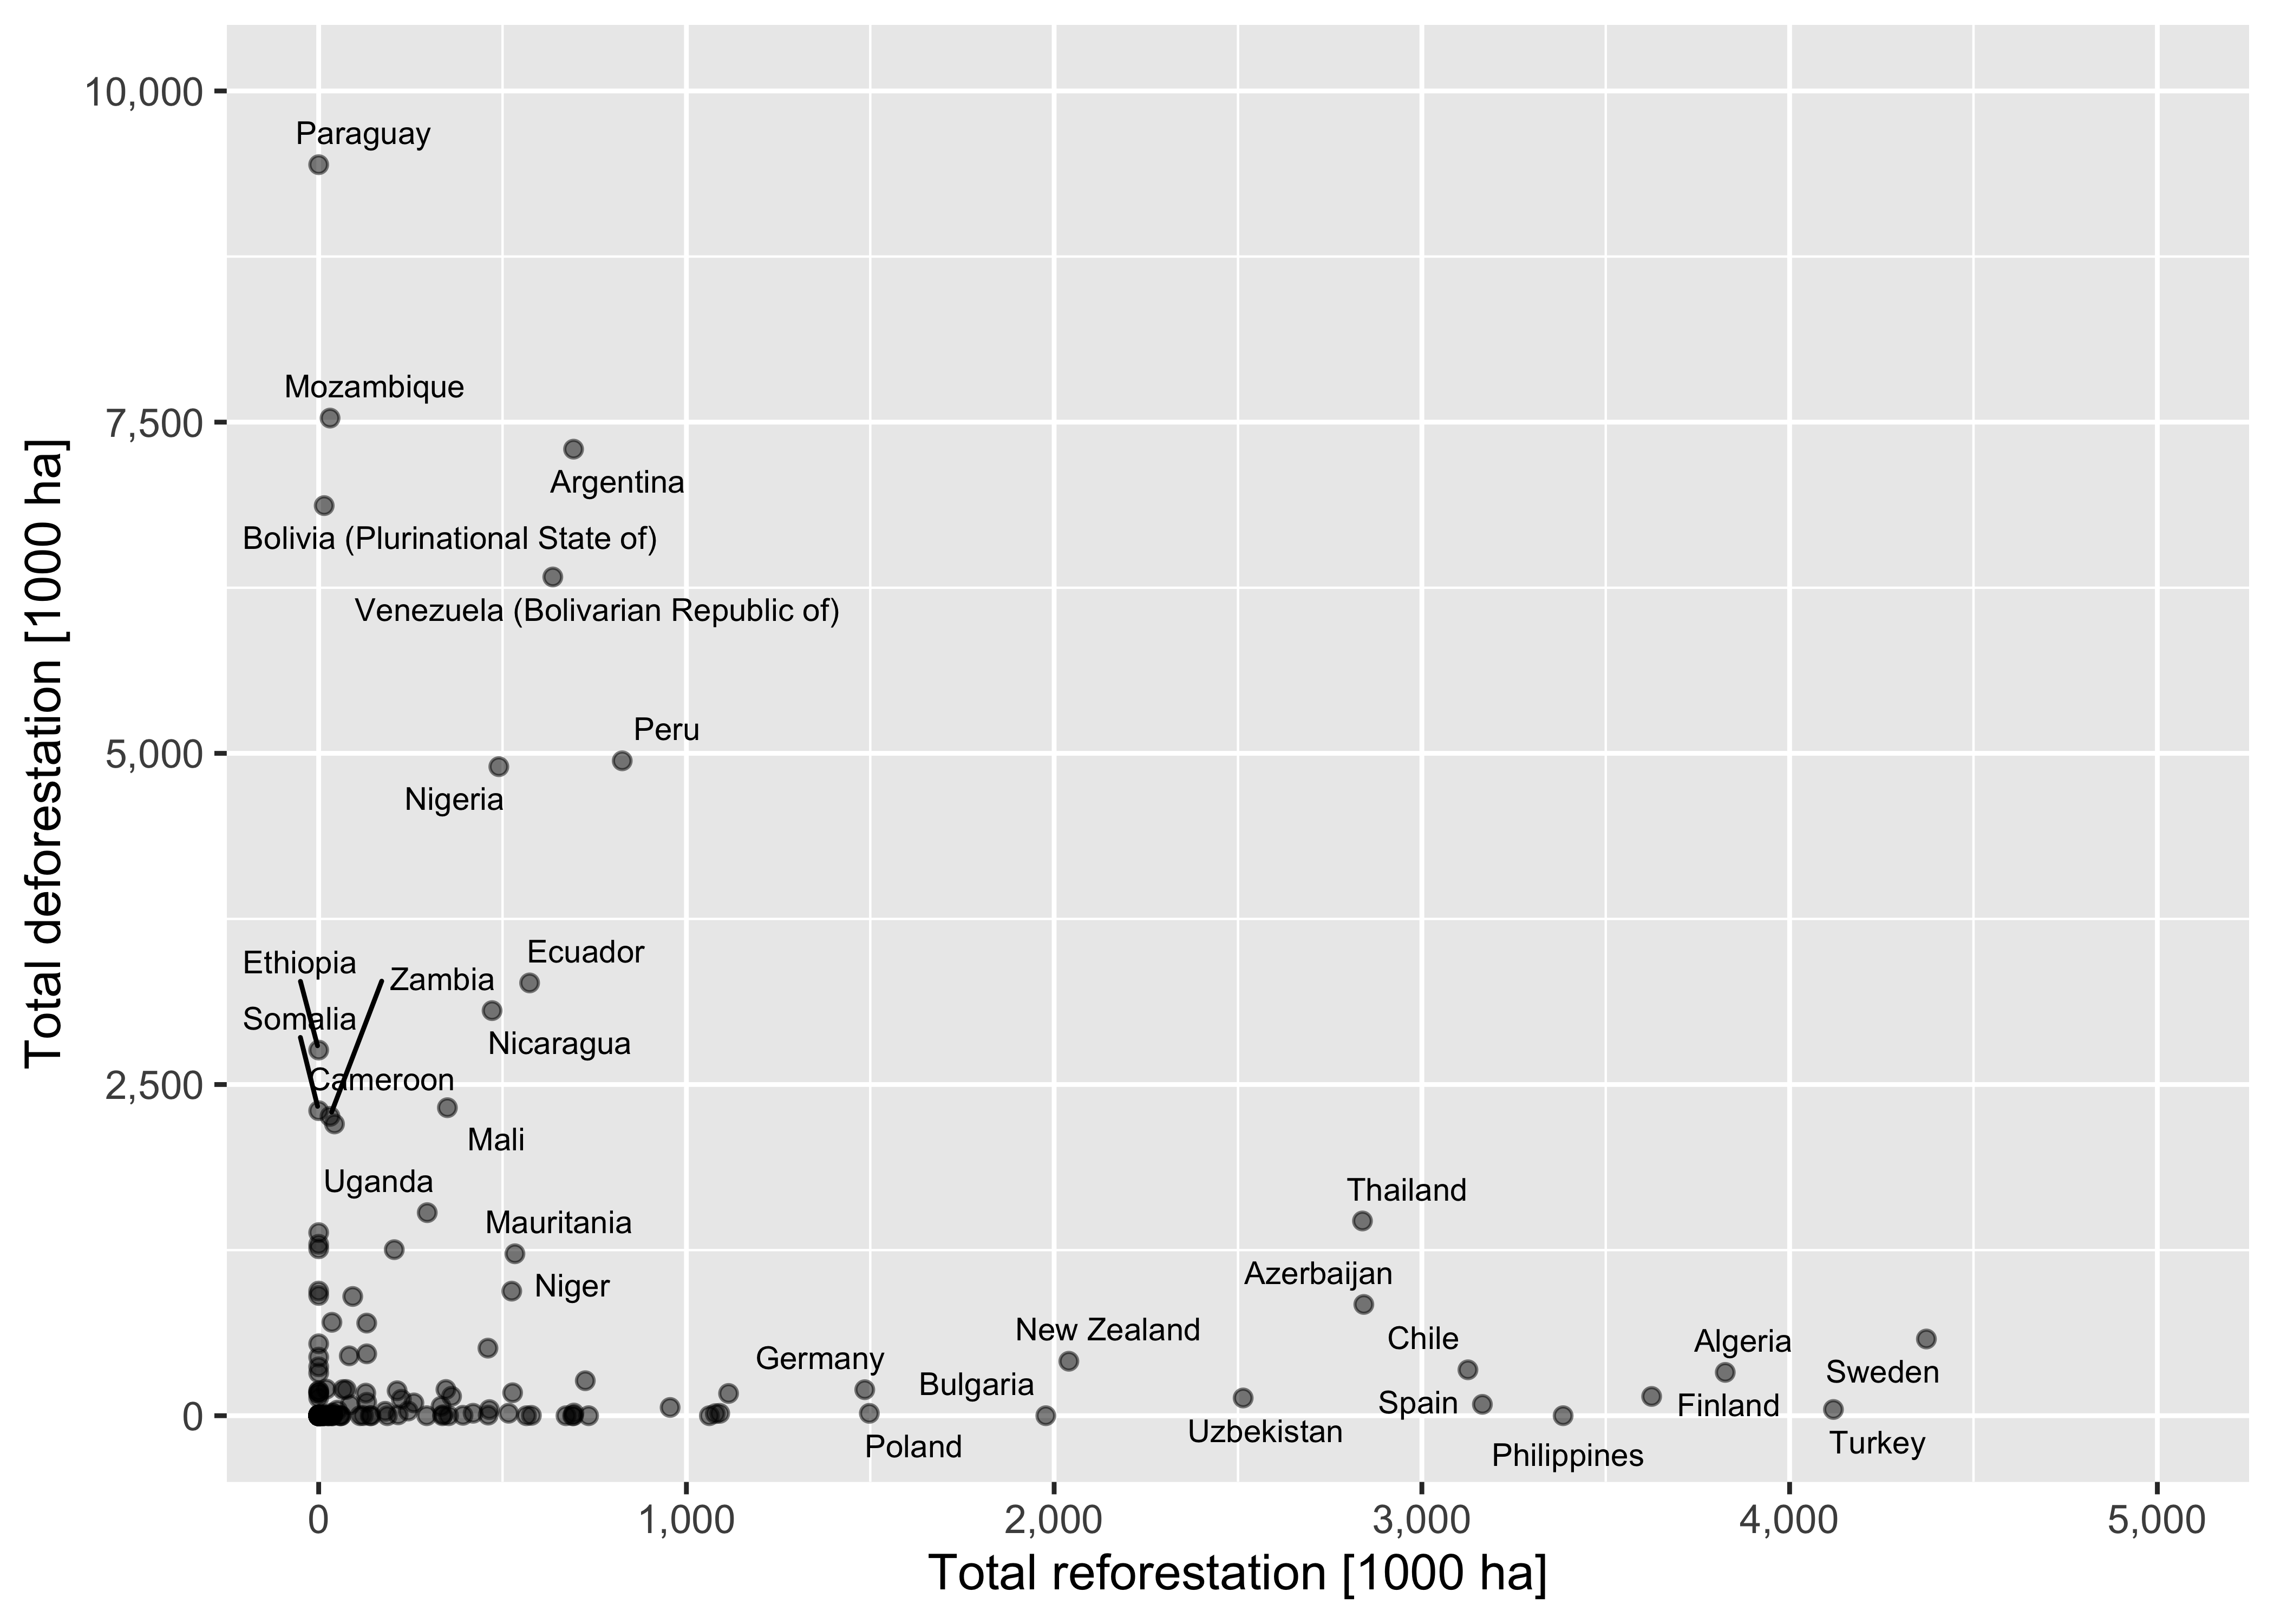 10,000
Paraguay
Mozambique
7,500
Argentina
Bolivia (Plurinational State of)
Venezuela (Bolivarian Republic of)
Peru
5,000
Nigeria
Total deforestation [1000 ha]
Ecuador
Ethiopia
Zambia
Somalia
Nicaragua
Cameroon
2,500
Mali
Uganda
Thailand
Mauritania
Azerbaijan
Niger
New Zealand
Chile
Algeria
Germany
Sweden
Bulgaria
Spain
Finland
0
Uzbekistan
Turkey
Poland
Philippines
0
1,000
2,000
3,000
4,000
5,000
Total reforestation [1000 ha]